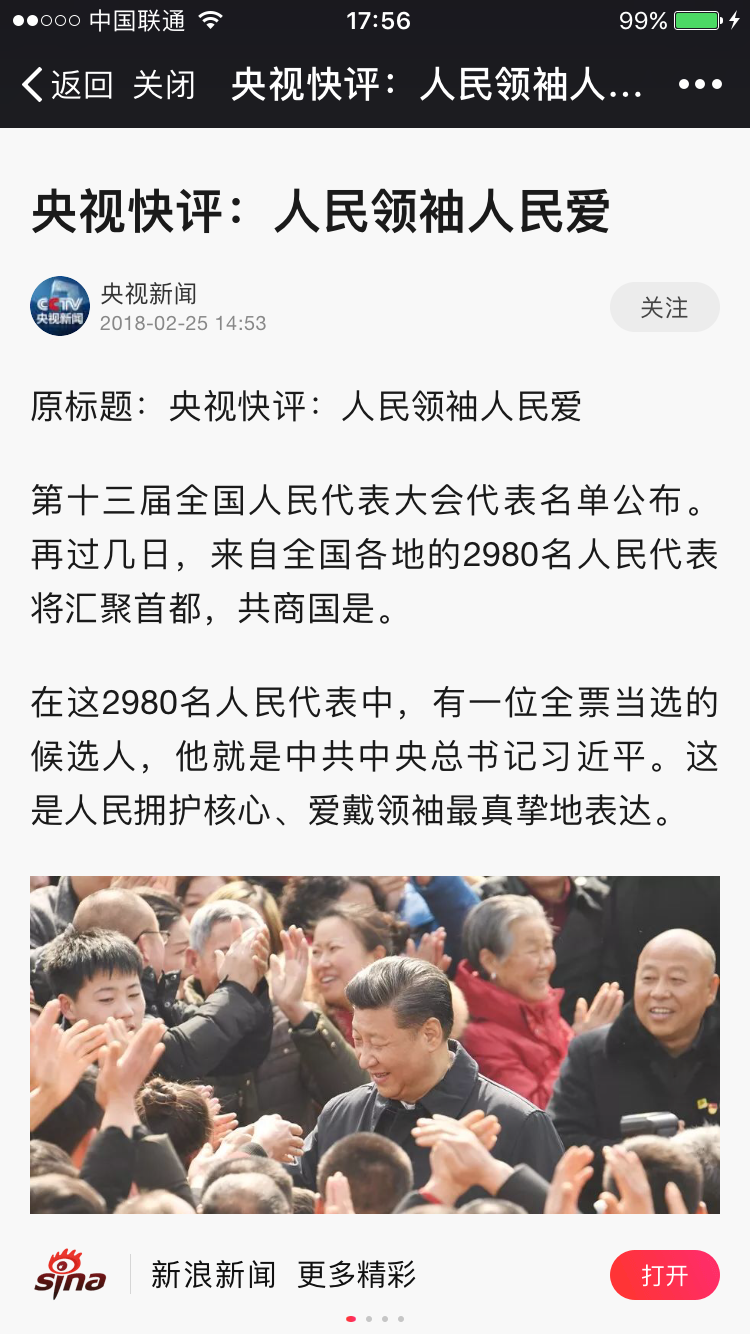 中国联通 17:56 99%
返回 关闭 央视快评：人民领袖人...
央视快评：人民领袖人民爱
CCTV
央视新闻
央视新闻
2018-02-25 14:53
关注
原标题：央视快评：人民领袖人民爱
第十三届全国人民代表大会代表名单公布。
再过几日，来自全国各地的2980名人民代表
将汇聚首都，共商国是。
在这2980名人民代表中，有一位全票当选的
候选人，他就是中共中央总书记习近平。这
是人民拥护核心、爱戴领袖最真挚地表达。
sina 新浪新闻 更多精彩 打开